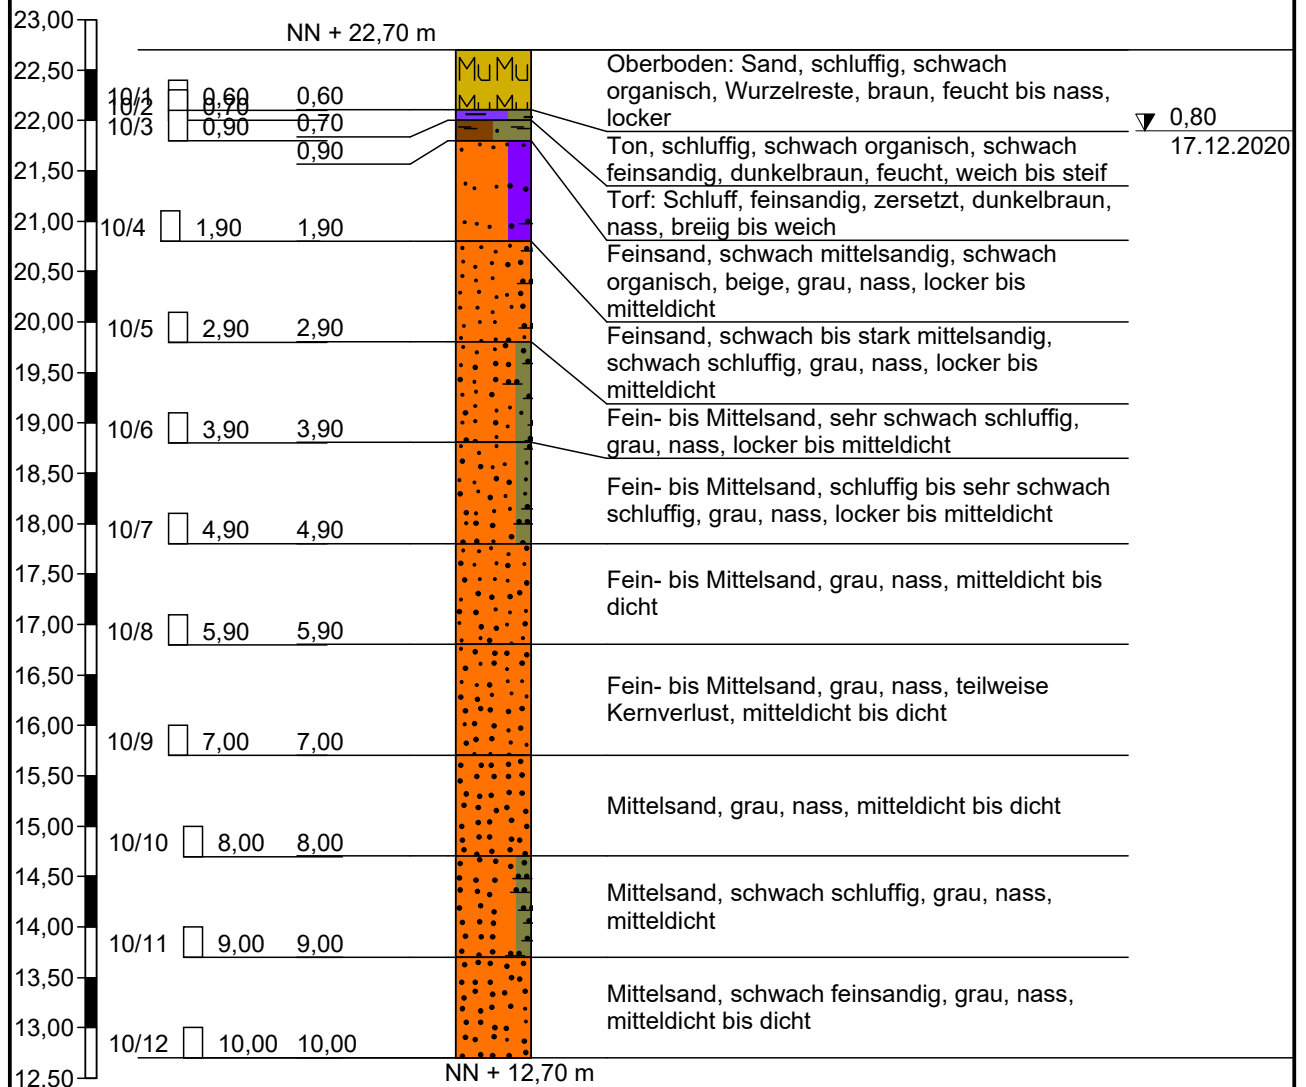 23,00
NN + 22,70 m
22,50
10/1 0,60 0,60
10/2 0,70
22,00
10/3 0,90 0,70
0,90
21,50
21,00
10/4 1,90 1,90
20,50
20,00
10/5 2,90 2,90
19,50
19,00
10/6 3,90 3,90
18,50
18,00
10/7 4,90 4,90
17,50
17,00
10/8 5,90 5,90
16,50
16,00
10/9 7,00 7,00
15,50
15,00
10/10 8,00 8,00
14,50
14,00
10/11 9,00 9,00
13,50
13,00
10/12 10,00 10,00
12,50
Mu Mu
Mu Mu
NN + 12,70 m
Oberboden: Sand, schluffig, schwach
organisch, Wurzelreste, braun, feucht bis nass,
locker
Ton, schluffig, schwach organisch, schwach
feinsandig, dunkelbraun, feucht, weich bis steif
Torf: Schluff, feinsandig, zersetzt, dunkelbraun,
nass, breiig bis weich
Feinsand, schwach mittelsandig, schwach
organisch, beige, grau, nass, locker bis
mitteldicht
Feinsand, schwach bis stark mittelsandig,
schwach schluffig, grau, nass, locker bis
mitteldicht
Fein- bis Mittelsand, sehr schwach schluffig,
grau, nass, locker bis mitteldicht
Fein- bis Mittelsand, schluffig bis sehr schwach
schluffig, grau, nass, locker bis mitteldicht
Fein- bis Mittelsand, grau, nass, mitteldicht bis
dicht
Fein- bis Mittelsand, grau, nass, teilweise
Kernverlust, mitteldicht bis dicht
Mittelsand, grau, nass, mitteldicht bis dicht
Mittelsand, schwach schluffig, grau, nass,
mitteldicht
Mittelsand, schwach feinsandig, grau, nass,
mitteldicht bis dicht
0,80
17.12.2020